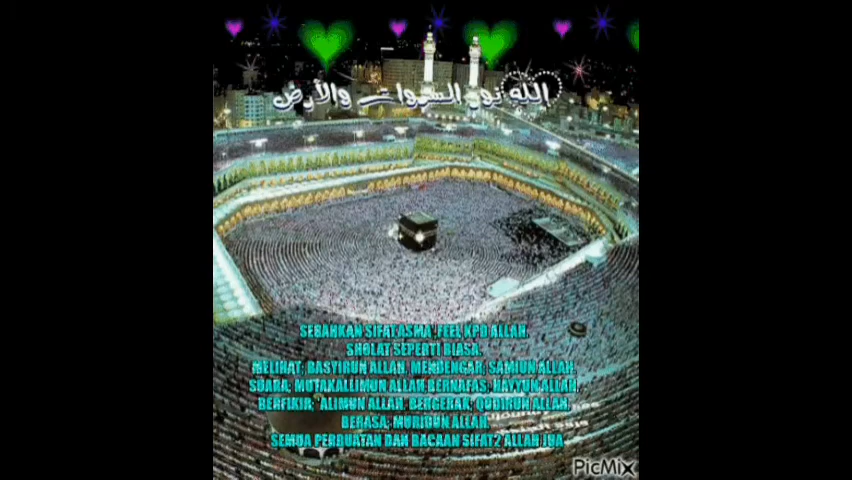 الله نور السموات والأرض
SEBAHKAN SIFAT,ASMA',FEEL KPD ALLAH.
SHOLAT SEPERTI BIASA.
MELIHAT; BASYIRUN ALLAH, MENDENGAR; SAMIUN ALLAH.
SUARA; MUTAKALLIMUN ALLAH BERNAFAS; HAYYUN ALLAH.
BERFIKIR; 'ALIMUN ALLAH, BERGERAK; QUDIRUN ALLAH.
BERASA; MURIDUN ALLAH.
SEMUA PERBUATAN DAN BACAAN SIFAT2 ALLAH JUA
PicMix